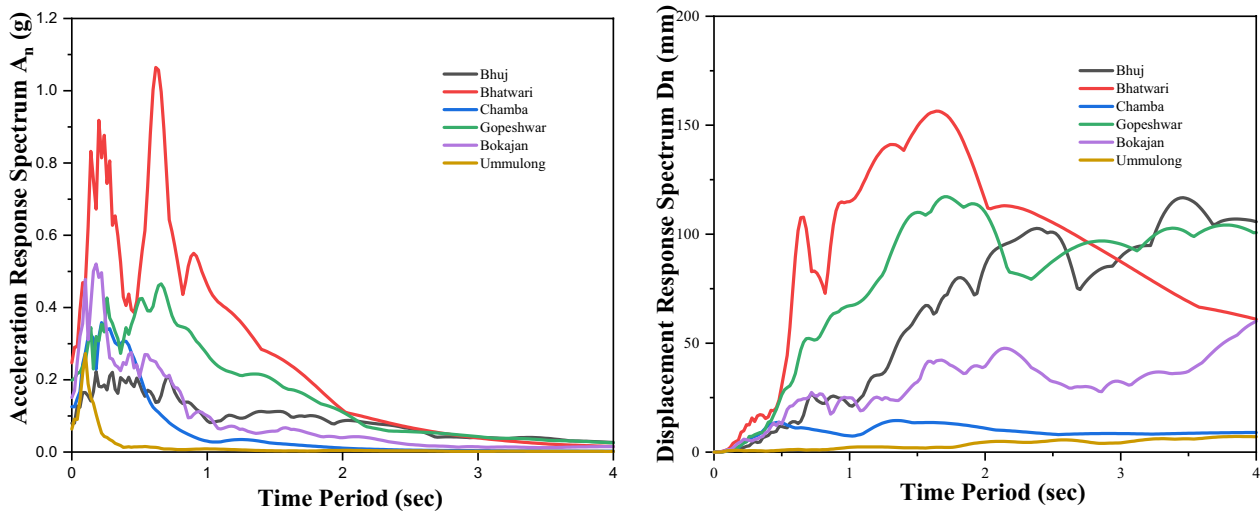 Acceleration Response Spectrum Aₙ (g)
1.2
1.0
0.8
0.6
0.4
0.2
0.0
0
1
2
3
4
Time Period (sec)
Bhuj
Bhatwari
Chamba
Gopeshwar
Bokajan
Ummulong
Displacement Response Spectrum Dn (mm)
200
150
100
50
0
0
1
2
3
4
Time Period (sec)
Bhuj
Bhatwari
Chamba
Gopeshwar
Bokajan
Ummulong